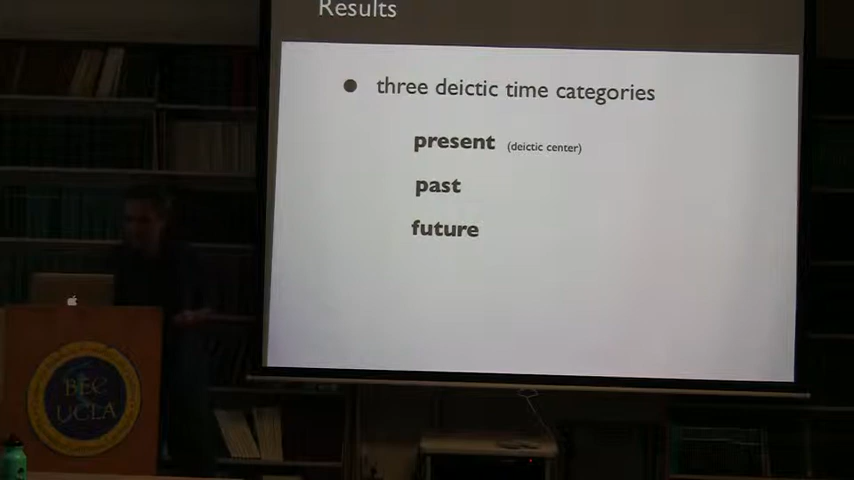 Results
three deictic time categories
present (deictic center)
past
future
BEC
UCLA